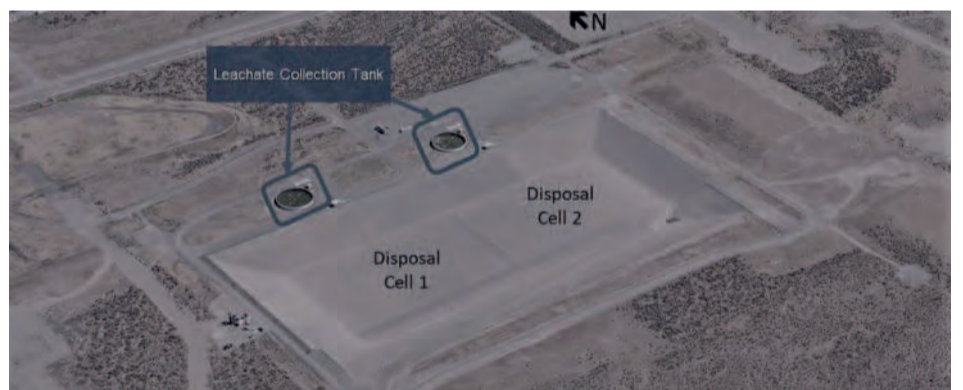 N
Leachate Collection Tank
Disposal
Cell 2
Disposal
Cell 1